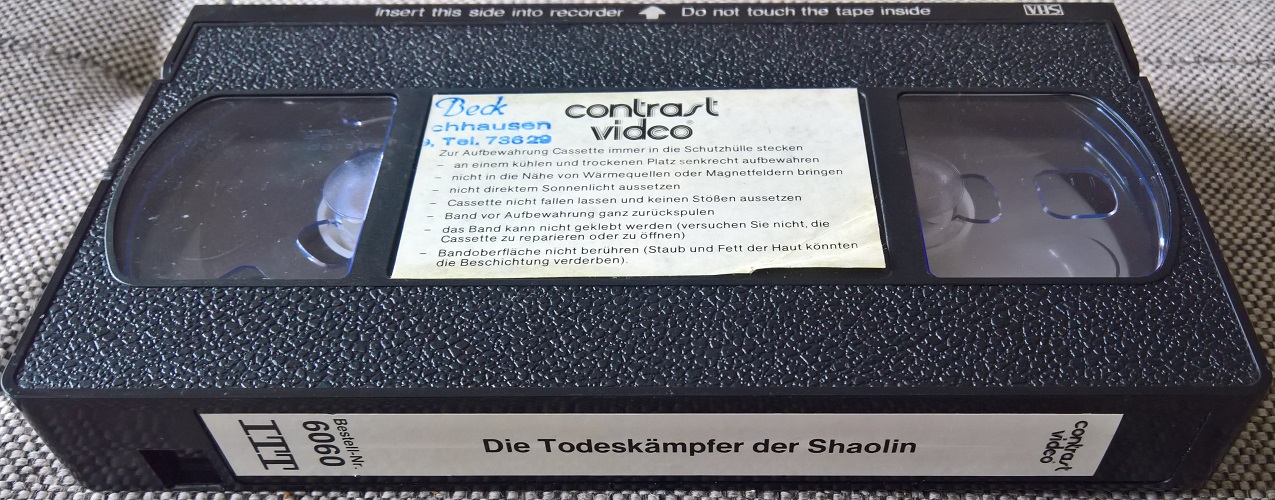 Insert this side into recorder Do not touch the tape inside VHS
Beck
chhausen
, Tel. 73629
contrast
video
Zur Aufbewahrung Cassette immer in die Schutzhülle stecken
– an einem kühlen und trockenen Platz senkrecht aufbewahren
– nicht in die Nähe von Wärmequellen oder Magnetfeldern bringen
– nicht direktem Sonnenlicht aussetzen
– Cassette nicht fallen lassen und keinen Stößen aussetzen
– Band vor Aufbewahrung ganz zurückspulen
– das Band kann nicht geklebt werden (versuchen Sie nicht, die
Cassette zu reparieren oder zu öffnen)
– Bandoberfläche nicht berühren (Staub und Fett der Haut könnten
die Beschichtung verderben).
ITT
Bestell-Nr.
6060
Die Todeskämpfer der Shaolin
contrast
video